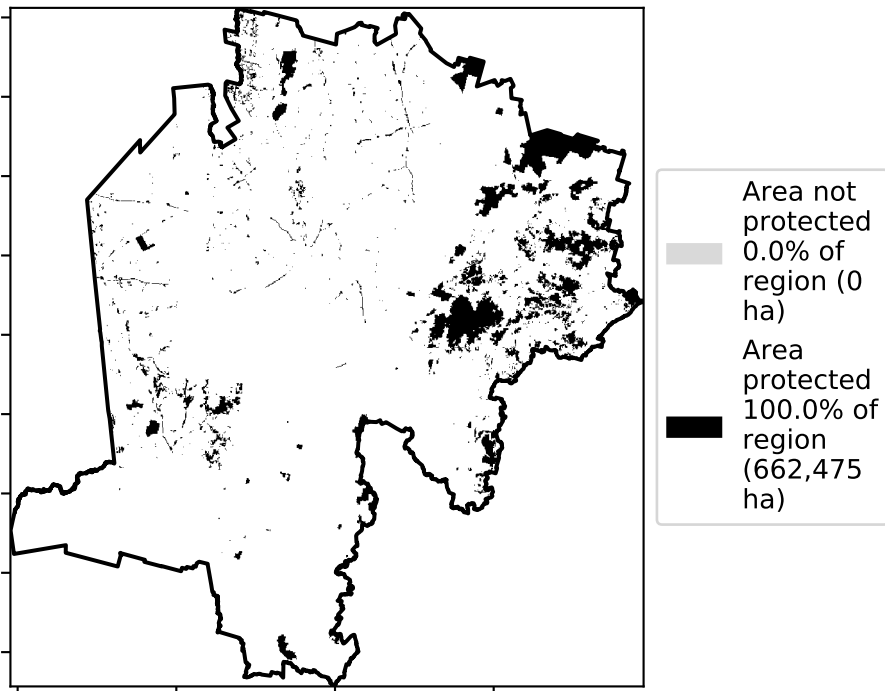 Area not
protected
0.0% of
region (0
ha)
Area
protected
100.0% of
region
(662,475
ha)